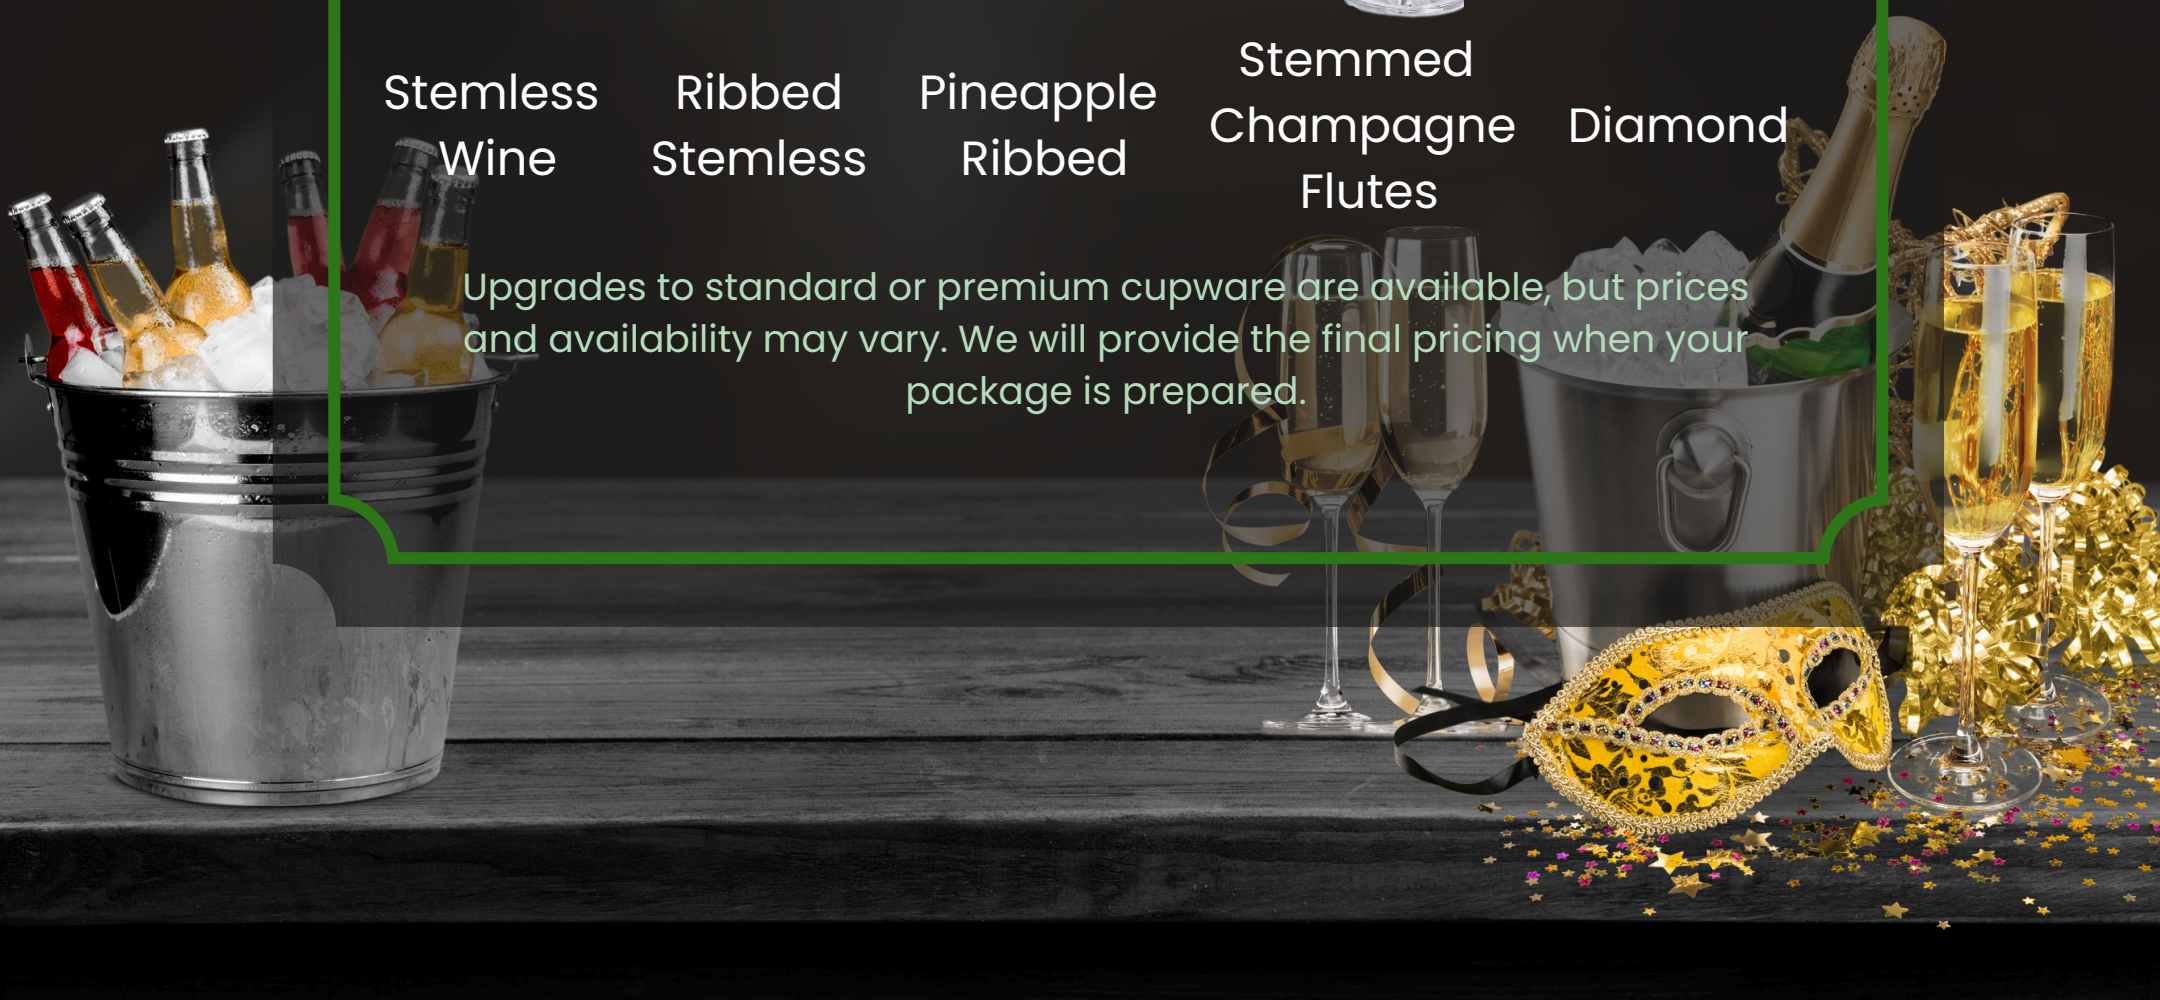 Stemless
Wine
Ribbed
Stemless
Pineapple
Ribbed
Stemmed
Champagne
Flutes
Diamond
Upgrades to standard or premium cupware are available, but prices
and availability may vary. We will provide the final pricing when your
package is prepared.